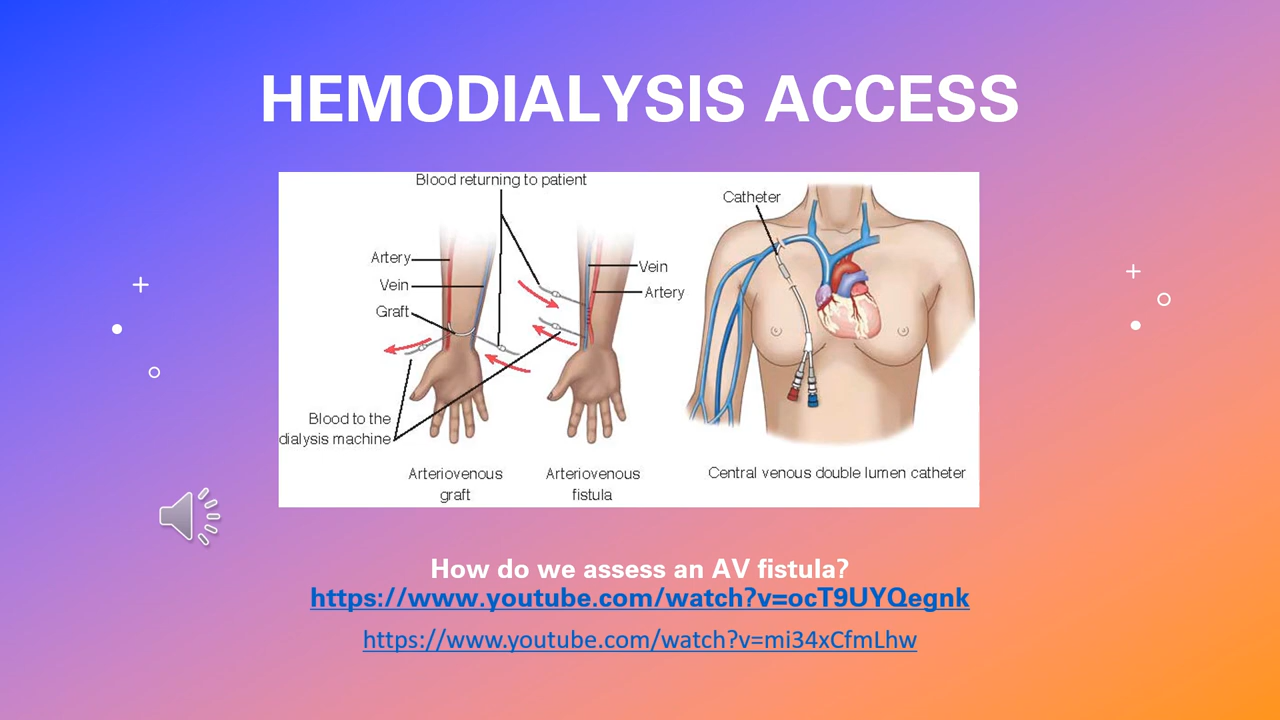 HEMODIALYSIS ACCESS
Blood returning to patient
Catheter
Artery
Vein
Graft
Vein
Artery
Blood to the
dialysis machine
Arteriovenous
graft
Arteriovenous
fistula
Central venous double lumen catheter
How do we assess an AV fistula?
https://www.youtube.com/watch?v=ocT9UYQegnk
https://www.youtube.com/watch?v=mi34xCfmLhw